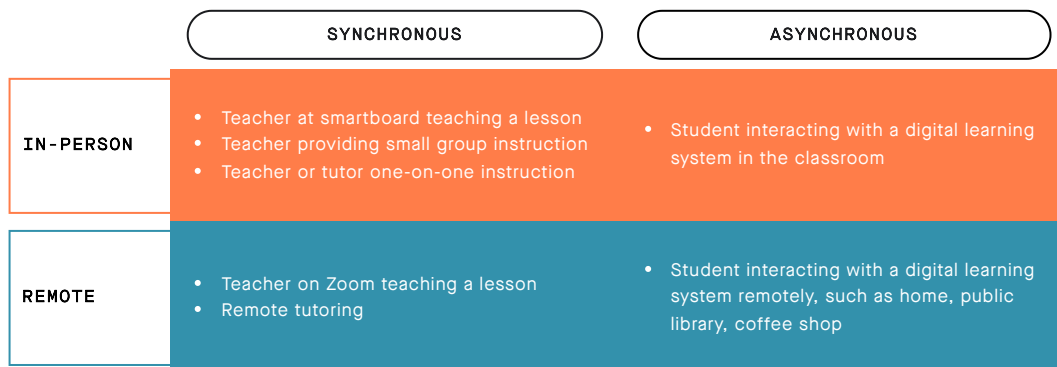 SYNCHRONOUS
ASYNCHRONOUS
IN-PERSON
• Teacher at smartboard teaching a lesson
• Teacher providing small group instruction
• Teacher or tutor one-on-one instruction
• Student interacting with a digital learning
system in the classroom
REMOTE
• Teacher on Zoom teaching a lesson
• Remote tutoring
• Student interacting with a digital learning
system remotely, such as home, public
library, coffee shop